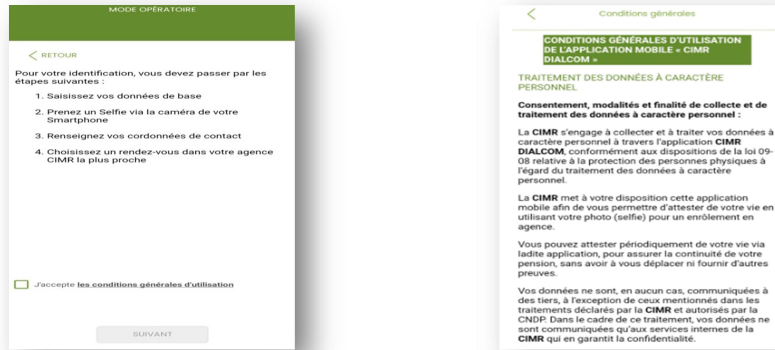 MODE OPÉRATOIRE
RETOUR
Pour votre identification, vous devez passer par les
étapes suivantes :
1. Saisissez vos données de base
2. Prenez un Selfie via la caméra de votre
Smartphone
3. Renseignez vos cordonnées de contact
4. Choisissez un rendez-vous dans votre agence
CIMR la plus proche
J'accepte les conditions générales d'utilisation
SUIVANT
Conditions générales
CONDITIONS GÉNÉRALES D'UTILISATION
DE L'APPLICATION MOBILE « CIMR
DIALCOM »
TRAITEMENT DES DONNÉES À CARACTÈRE
PERSONNEL
Consentement, modalités et finalité de collecte et de
traitement des données à caractère personnel :
La CIMR s'engage à collecter et à traiter vos données à
caractère personnel à travers l'application CIMR
DIALCOM, conformément aux dispositions de la loi 09-
08 relative à la protection des personnes physiques à
l'égard du traitement des données à caractère
personnel.
La CIMR met à votre disposition cette application
mobile afin de vous permettre d'attester de votre vie en
utilisant votre photo (selfie) pour un enrôlement en
agence.
Vous pouvez attester périodiquement de votre vie via
ladite application, pour assurer la continuité de votre
pension, sans avoir à vous déplacer ni fournir d'autres
preuves.
Vos données ne sont, en aucun cas, communiquées à
des tiers, à l'exception de ceux mentionnés dans les
traitements déclarés par la CIMR et autorisés par la
CNDP. Dans le cadre de ce traitement, vos données ne
sont communiquées qu'aux services internes de la
CIMR qui en garantit la confidentialité.